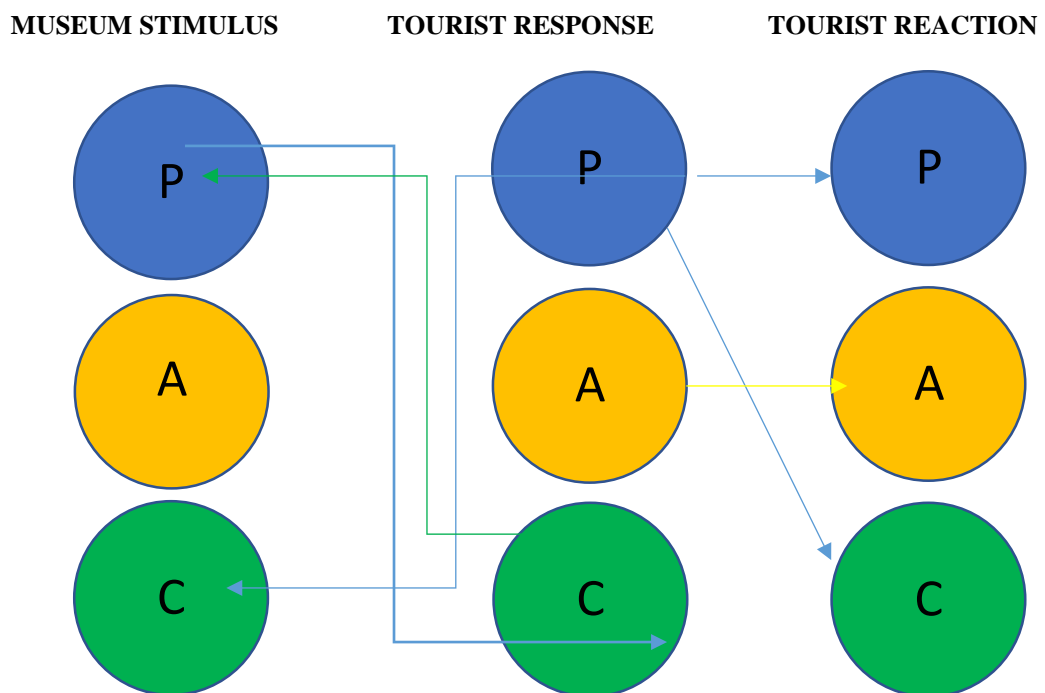 MUSEUM STIMULUS TOURIST RESPONSE TOURIST REACTION
P P P
A A A
C C C